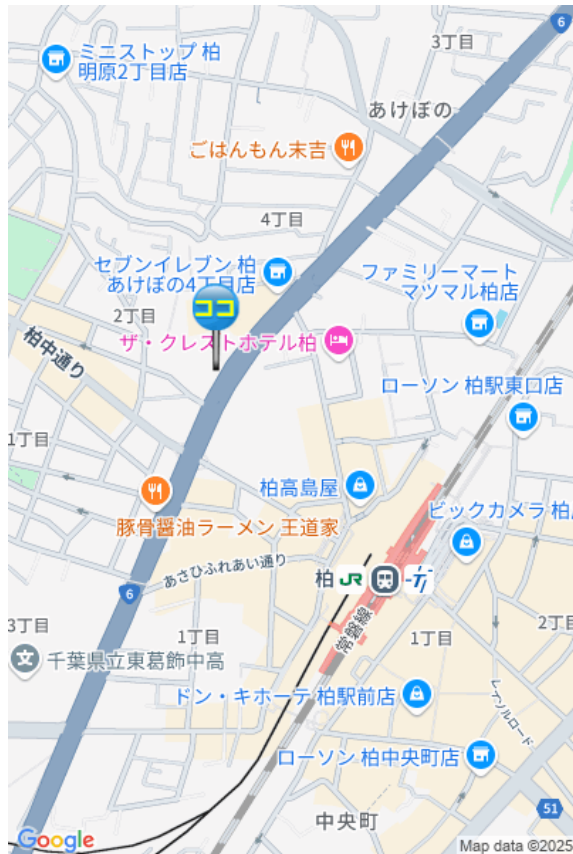 6
3丁目
ミニストップ 柏
明原2丁目店
あけぼの
ごはんもん末吉
4丁目
セブンイレブン 柏
あけぼの4丁目店
ファミリーマート
マツマル柏店
ココ
2丁目
ザ・クレストホテル柏
柏中通り
ローソン 柏駅東口店
1丁目
柏高島屋
豚骨醤油ラーメン 王道家
ビックカメラ 柏
あさひふれあい通り
柏
JR
6
常磐線
3丁目
1丁目
1丁目
2丁
千葉県立東葛飾中高
レイソルロード
ドン・キホーテ 柏駅前店
ローソン 柏中央町店
51
中央町
Google
Map data ©2025